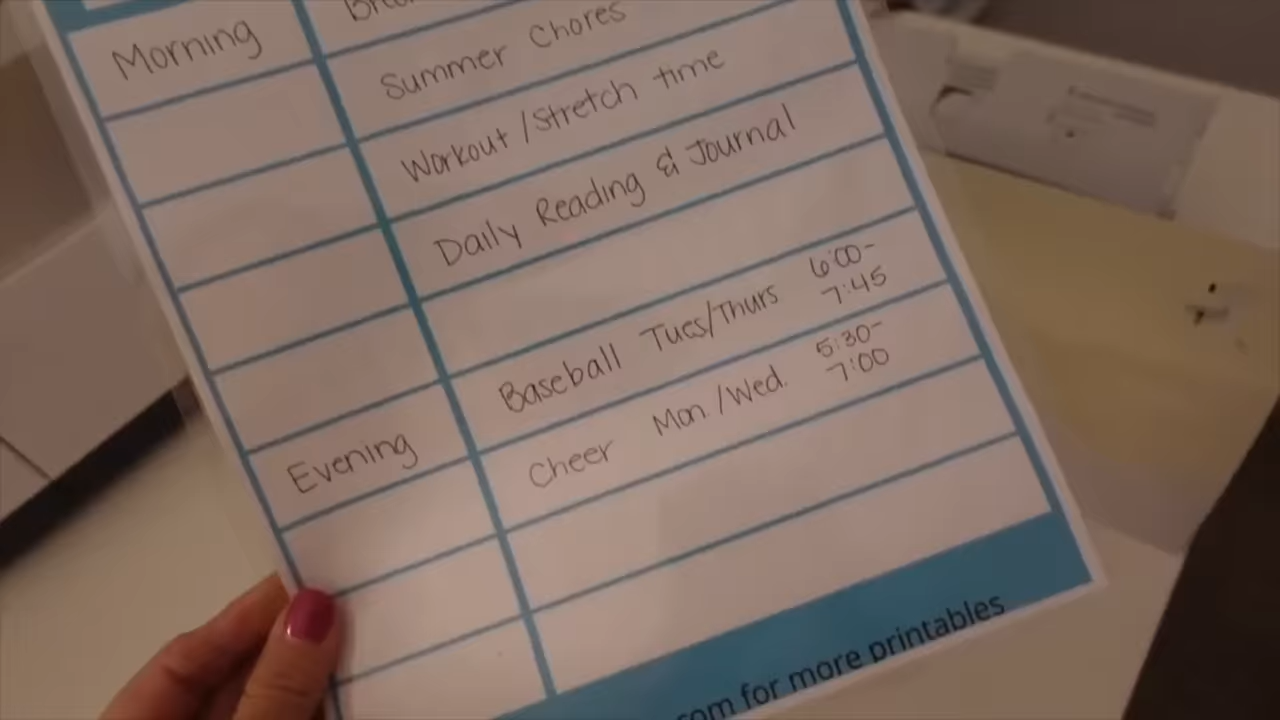 Morning
Summer Chores
Workout / Stretch time
Daily Reading & Journal
Evening
Baseball Tues/Thurs 6:00-
7:45
Cheer Mon. /Wed. 5:30-
7:00
for more printables